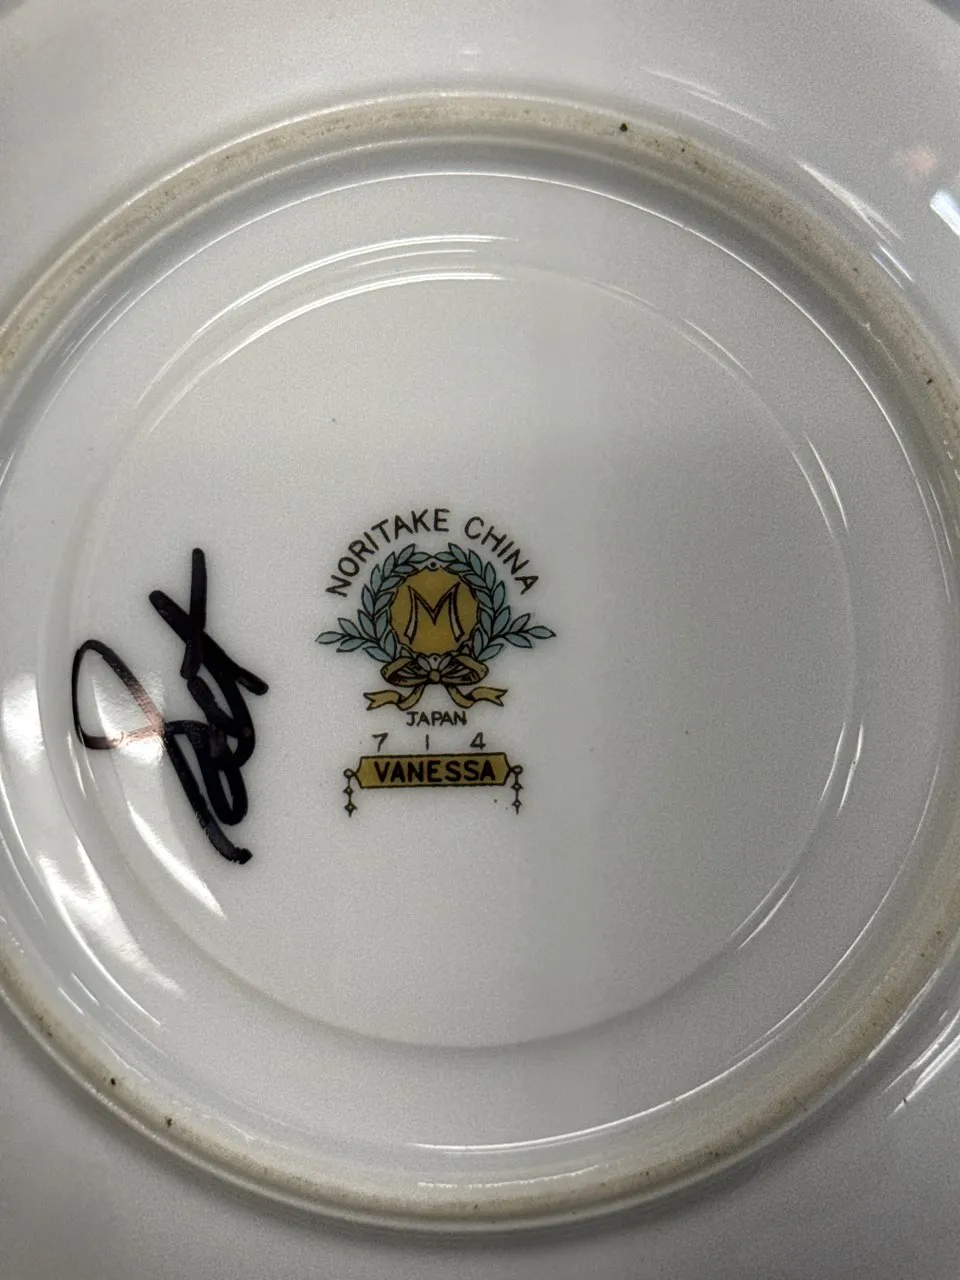 NORITAKE CHINA
M
JAPAN
7 1 4
VANESSA